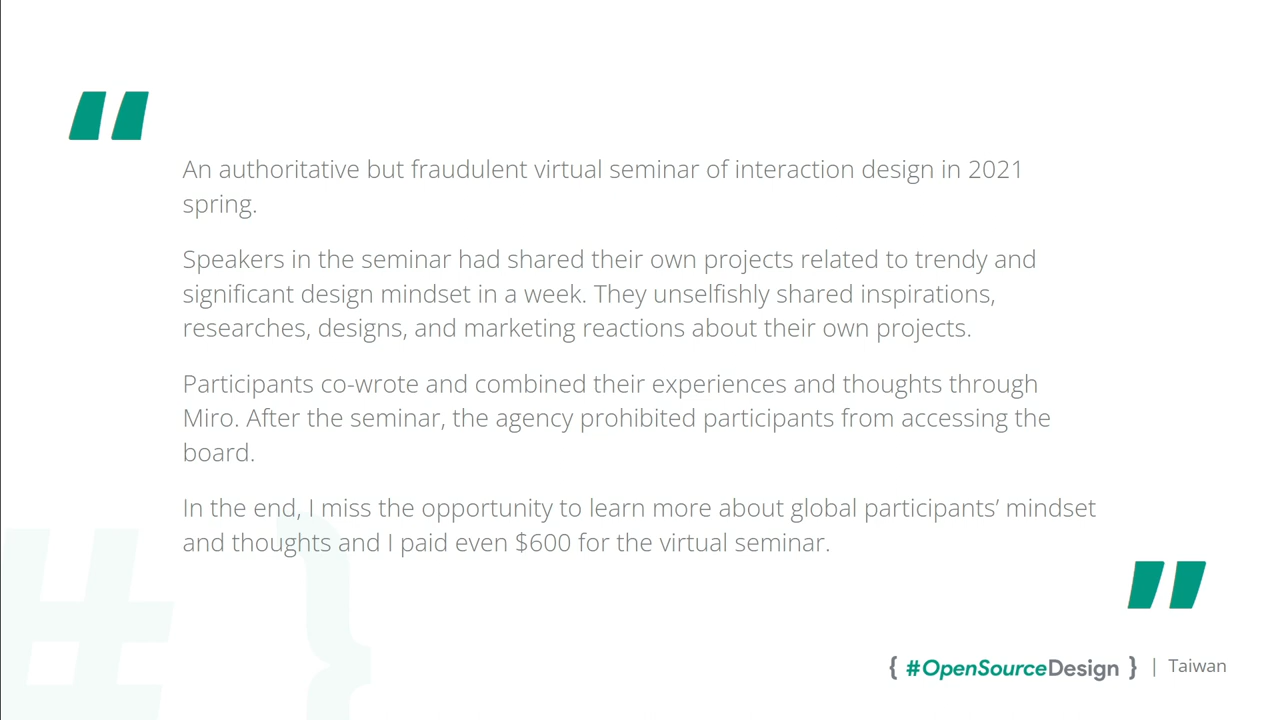 An authoritative but fraudulent virtual seminar of interaction design in 2021
spring.
Speakers in the seminar had shared their own projects related to trendy and
significant design mindset in a week. They unselfishly shared inspirations,
researches, designs, and marketing reactions about their own projects.
Participants co-wrote and combined their experiences and thoughts through
Miro. After the seminar, the agency prohibited participants from accessing the
board.
In the end, I miss the opportunity to learn more about global participants’ mindset
and thoughts and I paid even $600 for the virtual seminar.
{ #OpenSourceDesign } | Taiwan